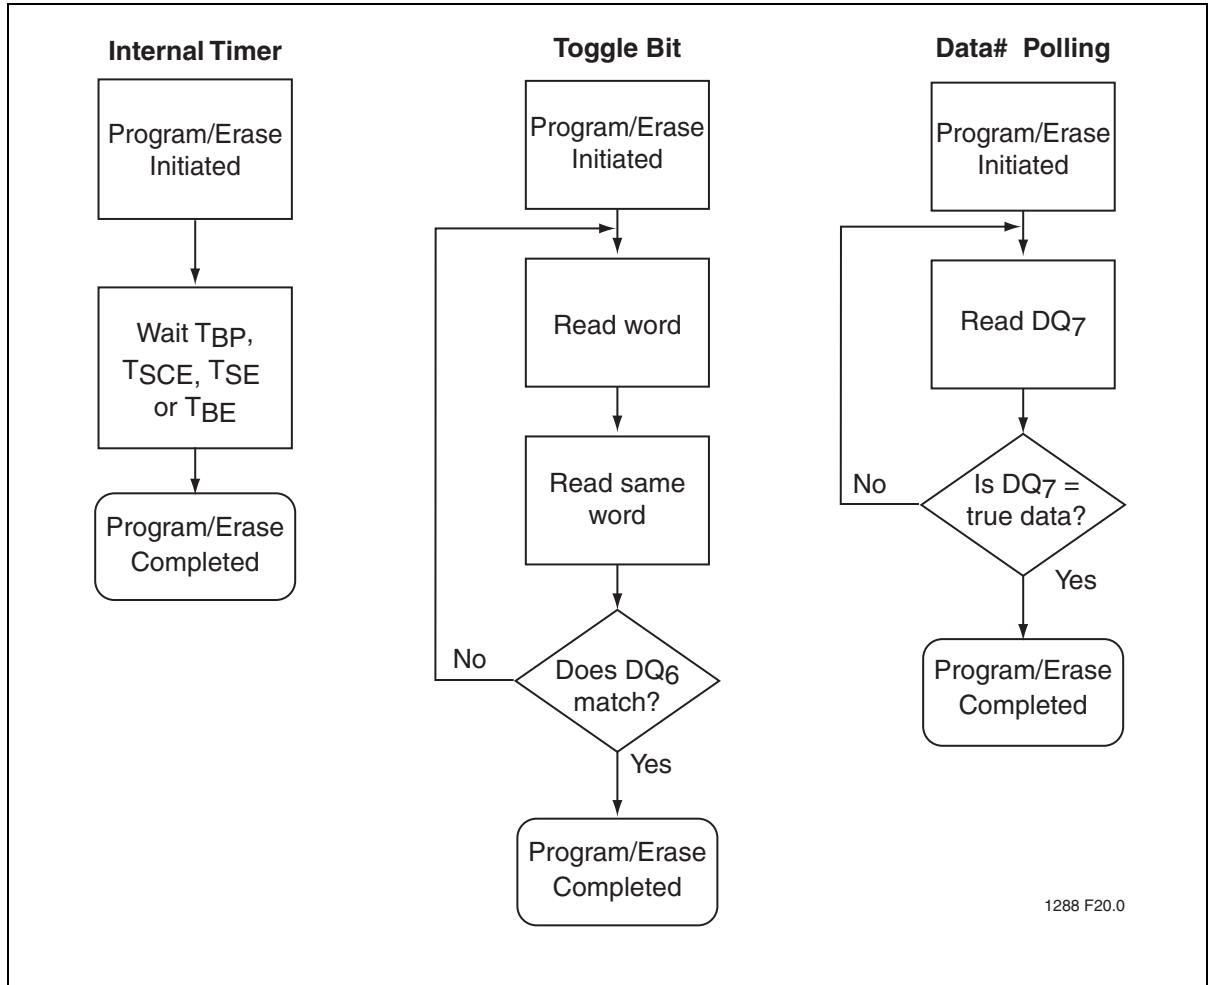 Internal Timer
Program/Erase
Initiated
Wait TBP,
TSCE, TSE
or TBE
Program/Erase
Completed
Toggle Bit
Program/Erase
Initiated
Read word
Read same
word
Does DQ6
match?
No
Yes
Program/Erase
Completed
Data# Polling
Program/Erase
Initiated
Read DQ7
Is DQ7 =
true data?
No
Yes
Program/Erase
Completed
1288 F20.0